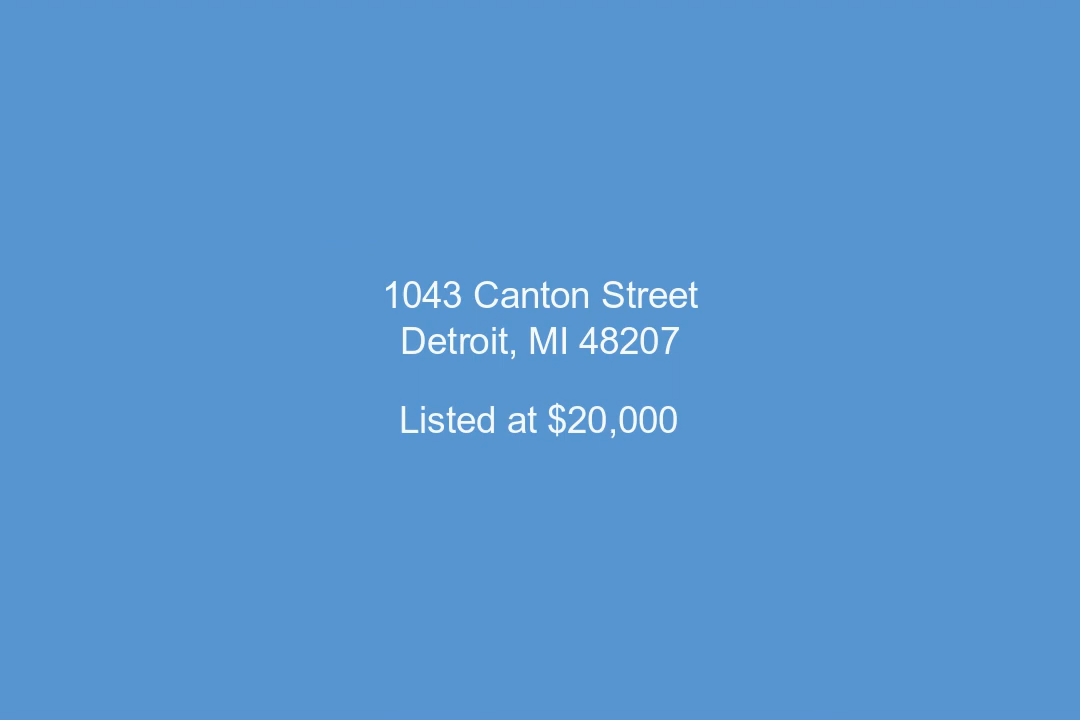 1043 Canton Street
Detroit, MI 48207
Listed at $20,000